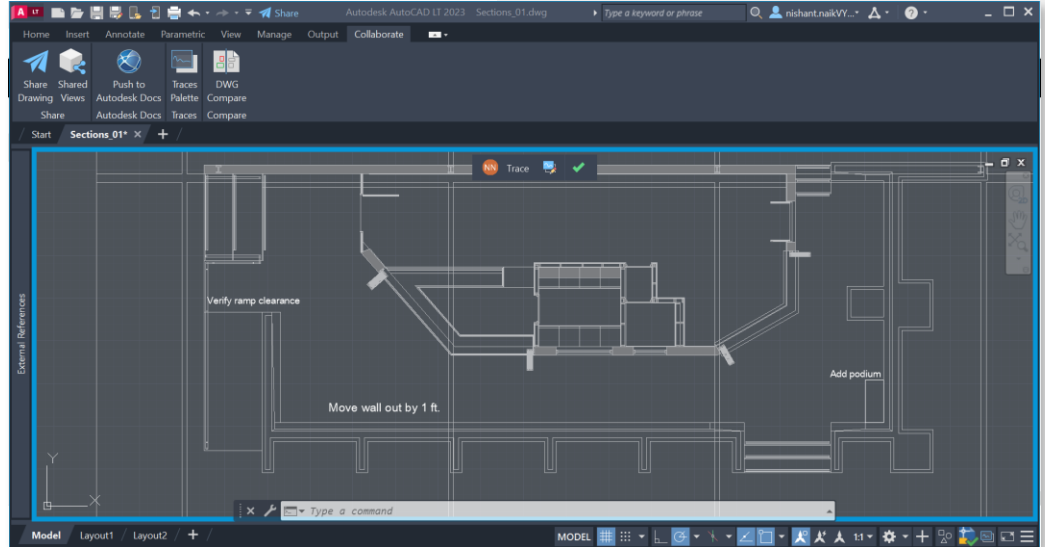 A LT Share Autodesk AutoCAD LT 2023 Sections_01.dwg Type a keyword or phrase nishant.naikVY...
Home Insert Annotate Parametric View Manage Output Collaborate
Share Shared Push to Traces DWG
Drawing Views Autodesk Docs Palette Compare
Share Autodesk Docs Traces Compare
Start Sections_01* +
NN Trace
Verify ramp clearance
External References
Add podium
Move wall out by 1 ft.
Y
X
Type a command
Model Layout1 Layout2 + MODEL 1:1